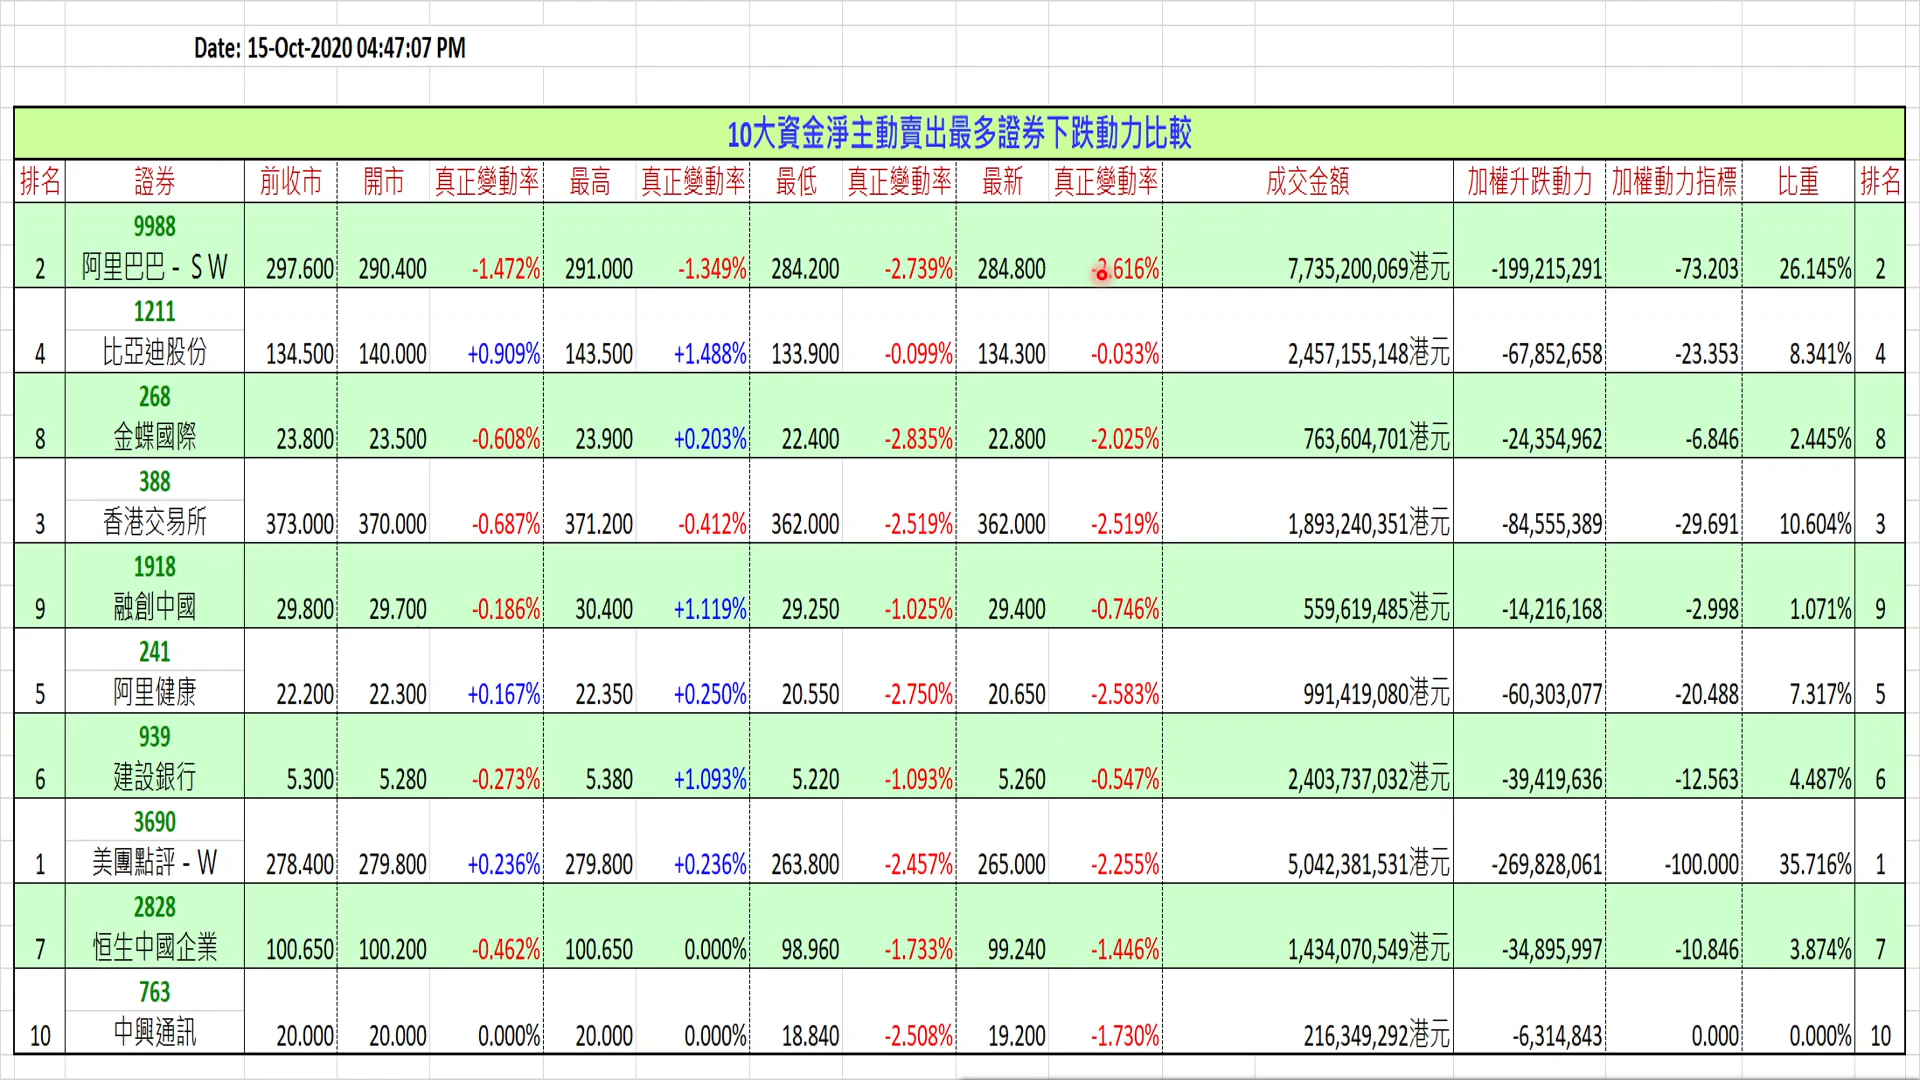 Date: 15-Oct-2020 04:47:07 PM
10大資金淨主動賣出最多證券下跌動力比較
排名 證券 前收市 開市 真正變動率 最高 真正變動率 最低 真正變動率 最新 真正變動率 成交金額 加權升跌動力 加權動力指標 比重 排名
9988
2 阿里巴巴 - S W 297.600 290.400 -1.472% 291.000 -1.349% 284.200 -2.739% 284.800 -2.616% 7,735,200,069港元 -199,215,291 -73.203 26.145% 2
1211
4 比亞迪股份 134.500 140.000 +0.909% 143.500 +1.488% 133.900 -0.099% 134.300 -0.033% 2,457,155,148港元 -67,852,658 -23.353 8.341% 4
268
8 金蝶國際 23.800 23.500 -0.608% 23.900 +0.203% 22.400 -2.835% 22.800 -2.025% 763,604,701港元 -24,354,962 -6.846 2.445% 8
388
3 香港交易所 373.000 370.000 -0.687% 371.200 -0.412% 362.000 -2.519% 362.000 -2.519% 1,893,240,351港元 -84,555,389 -29.691 10.604% 3
1918
9 融創中國 29.800 29.700 -0.186% 30.400 +1.119% 29.250 -1.025% 29.400 -0.746% 559,619,485港元 -14,216,168 -2.998 1.071% 9
241
5 阿里健康 22.200 22.300 +0.167% 22.350 +0.250% 20.550 -2.750% 20.650 -2.583% 991,419,080港元 -60,303,077 -20.488 7.317% 5
939
6 建設銀行 5.300 5.280 -0.273% 5.380 +1.093% 5.220 -1.093% 5.260 -0.547% 2,403,737,032港元 -39,419,636 -12.563 4.487% 6
3690
1 美團點評 - W 278.400 279.800 +0.236% 279.800 +0.236% 263.800 -2.457% 265.000 -2.255% 5,042,381,531港元 -269,828,061 -100.000 35.716% 1
2828
7 恒生中國企業 100.650 100.200 -0.462% 100.650 0.000% 98.960 -1.733% 99.240 -1.446% 1,434,070,549港元 -34,895,997 -10.846 3.874% 7
763
10 中興通訊 20.000 20.000 0.000% 20.000 0.000% 18.840 -2.508% 19.200 -1.730% 216,349,292港元 -6,314,843 0.000 0.000% 10